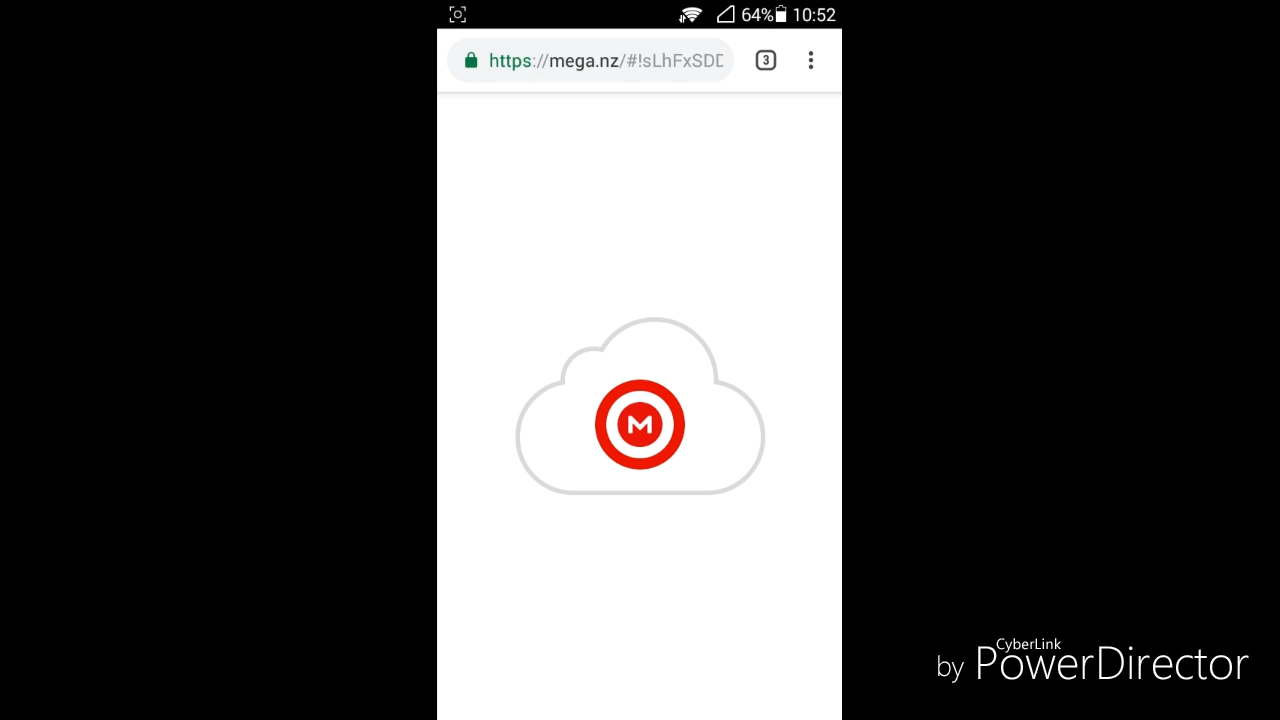 64% 10:52
https://mega.nz/#!sLhFxSDD
3
M
CyberLink
by PowerDirector